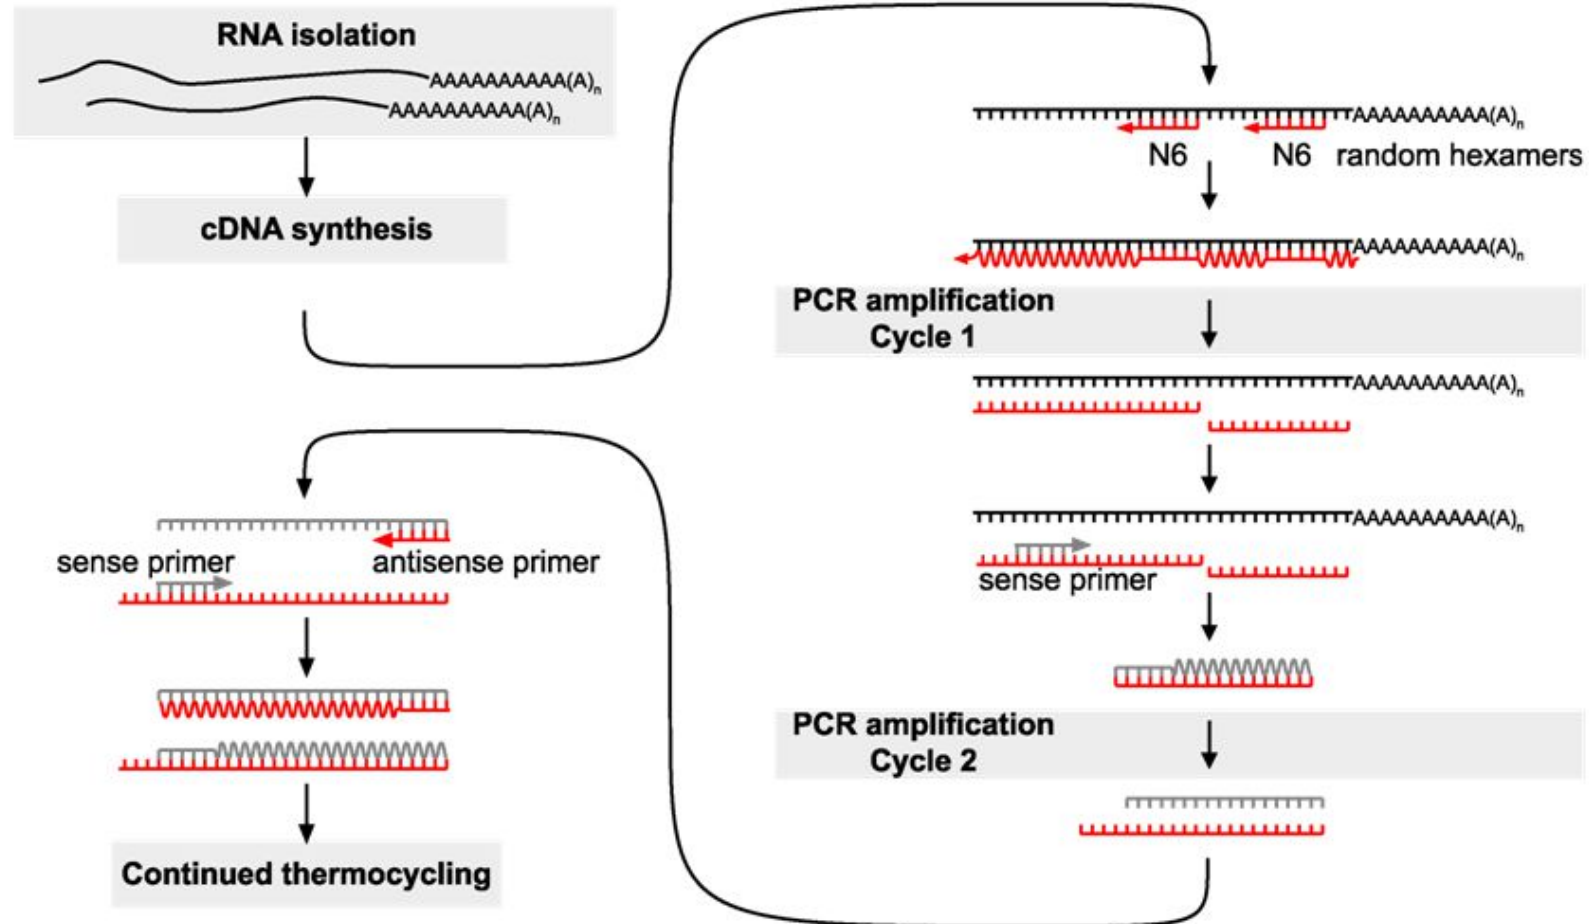 RNA isolation
AAAAAAAAAA(A)n
AAAAAAAAAA(A)n
cDNA synthesis
AAAAAAAAAA(A)n
N6 N6 random hexamers
AAAAAAAAAA(A)n
PCR amplification
Cycle 1
AAAAAAAAAA(A)n
AAAAAAAAAA(A)n
sense primer
PCR amplification
Cycle 2
sense primer antisense primer
Continued thermocycling